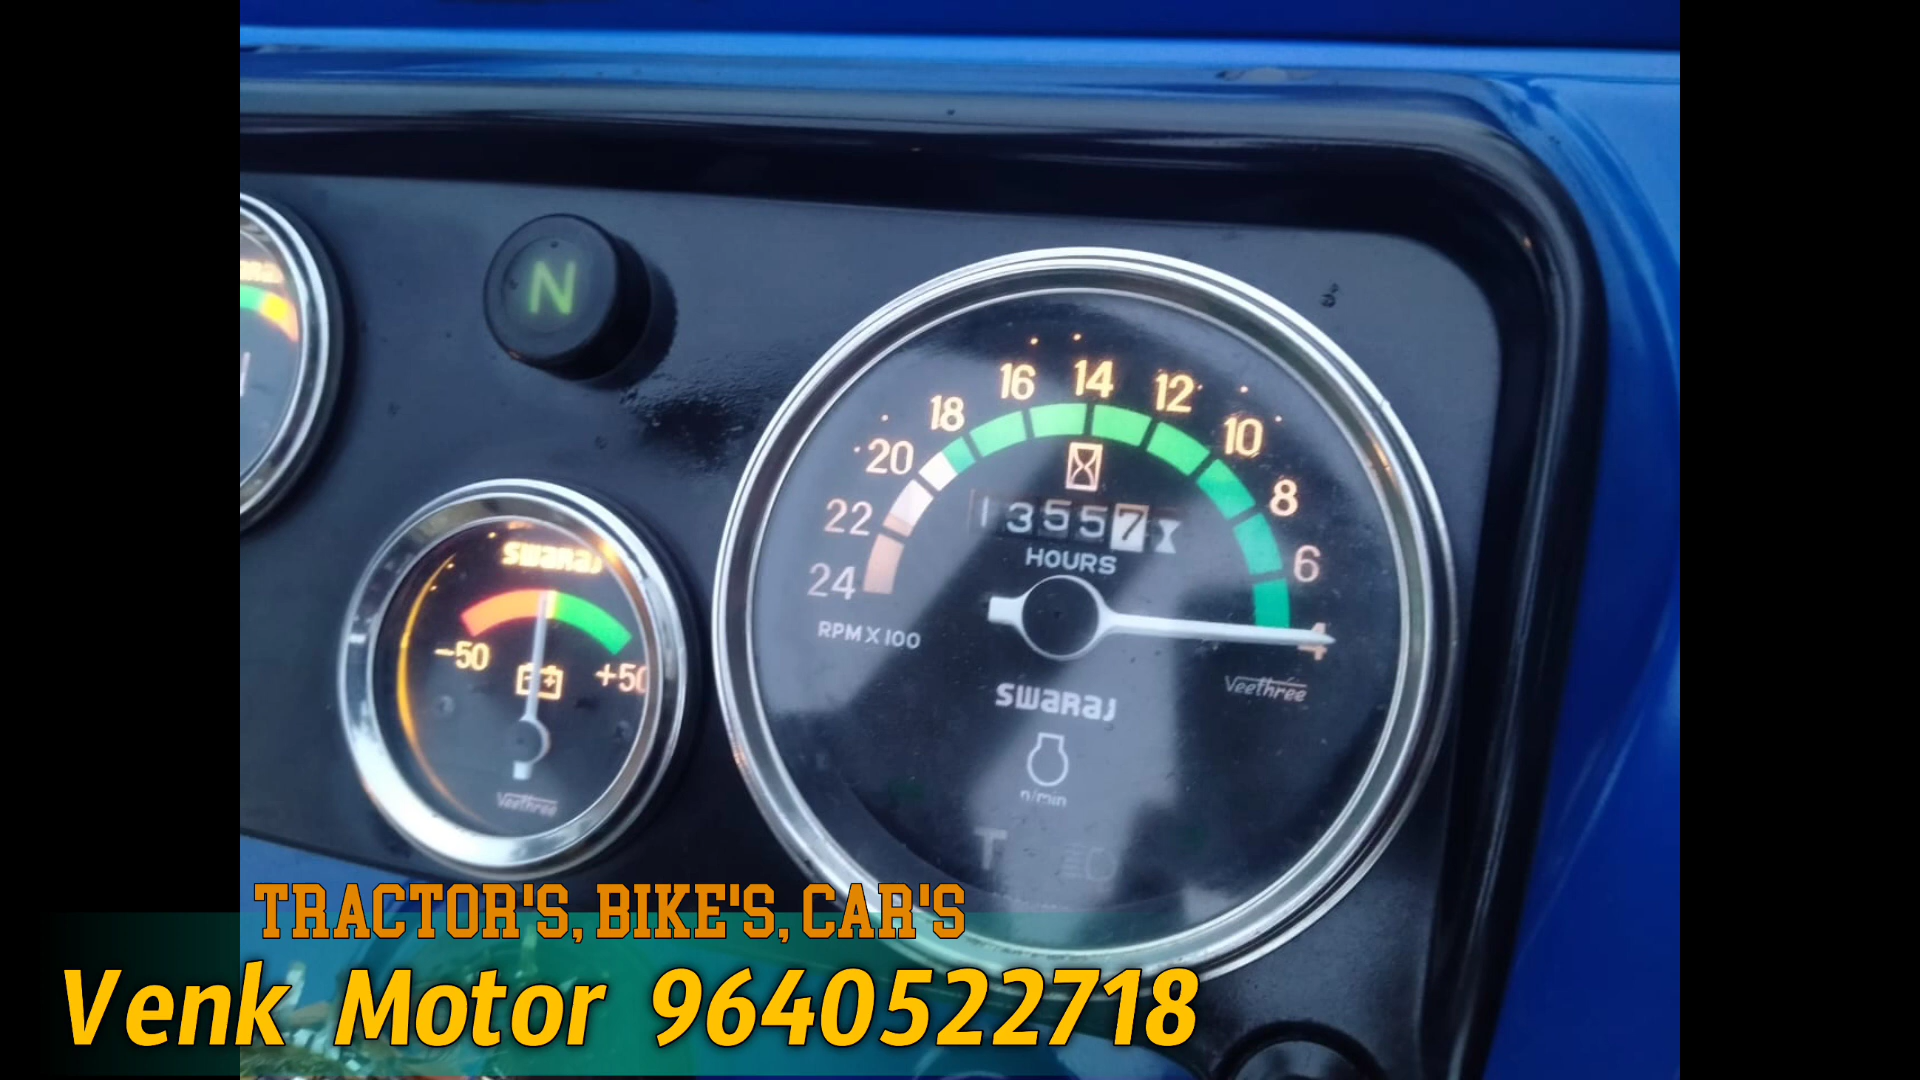 N
16 14 12
18 10
20 8
22
13557
HOURS
6
24
4
RPM X 100
swaraj
-50
+50
Veethree
Veethree
swaraj
n/min
TRACTOR'S, BIKE'S, CAR'S
Venk Motor 9640522718